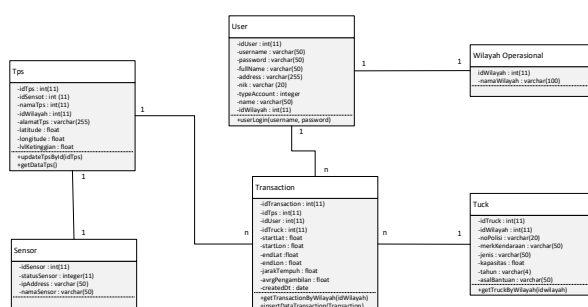 User
-idUser : int(11)
-username : varchar(50)
-password : varchar(50)
-fullName : varchar(50)
-address : varchar(255)
-nik : varchar (20)
-typeAccount : integer
-name : varchar(50)
-idWilayah : int(11)
+userLogin(username, password)
Wilayah Operasional
idWilayah : int(11)
-namaWilayah : varchar(100)
Tps
-idTps : int(11)
-idSensot : int (11)
-namaTps : int(11)
-idWilayah : int(11)
-alamatTps : varchar(255)
-latitude : float
-longitude : float
-lvlKetinggian : float
+updateTpsById(idTps)
+getDataTps()
1
1
1
1
1
n
n
n
1
1
Transaction
-idTransaction : int(11)
-idTps : int(11)
-idUser : int(11)
-idTruck : int(11)
-startLat : float
-startLon : float
-endLat :float
-endLon : float
-jarakTempuh : float
-avrgPengambilan : float
-createdDt : date
+getTransactionByWilayah(idWilayah)
+insertDataTransaction(Transaction)
Tuck
-idTruck : int(11)
-idWilayah : int(11)
-noPolisi : varchar(20)
-merkKendaraan : varchar(50)
-jenis : varchar(50)
-kapasitas : float
-tahun : varchar(4)
-asalBantuan : varchar(50)
+getTruckByWilayah(idwilayah)
Sensor
-idSensor : int(11)
-statusSensor : integer(11)
-ipAddress : varchar (50)
-namaSensor : varchar(50)